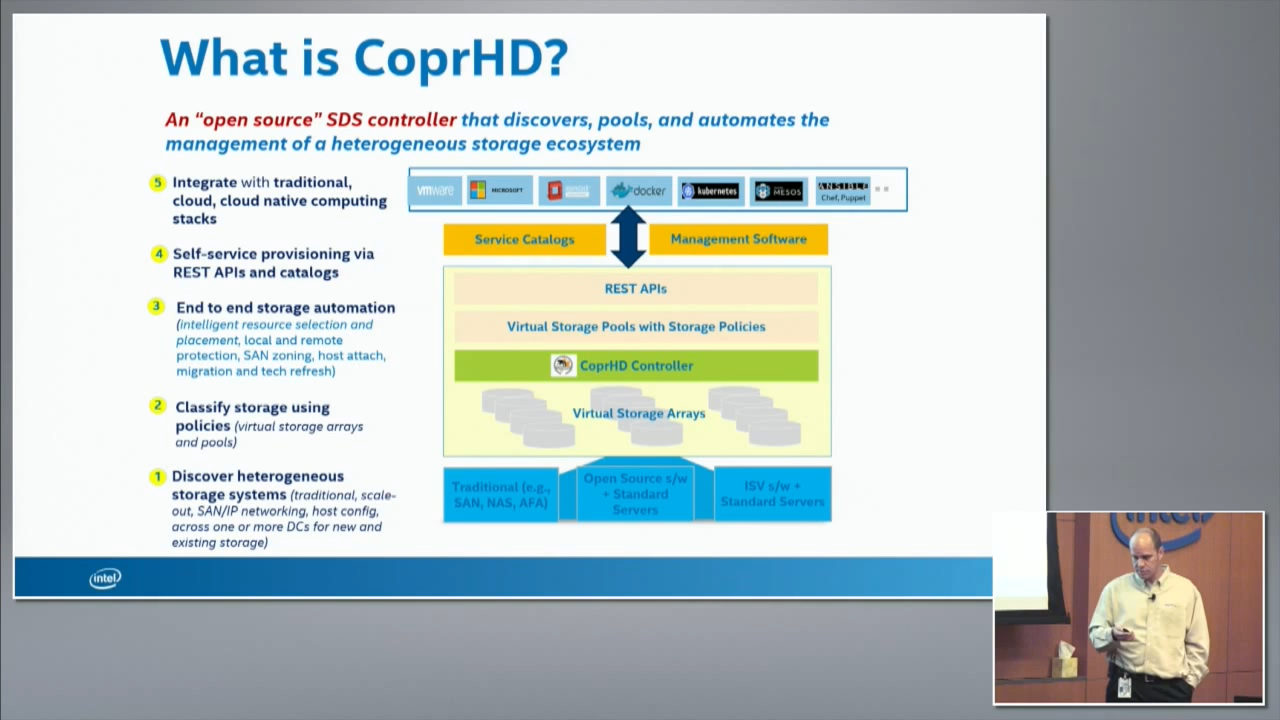 What is CoprHD?
An “open source” SDS controller that discovers, pools, and automates the
management of a heterogeneous storage ecosystem
5 Integrate with traditional,
cloud, cloud native computing
stacks
4 Self-service provisioning via
REST APIs and catalogs
3 End to end storage automation
(intelligent resource selection and
placement, local and remote
protection, SAN zoning, host attach,
migration and tech refresh)
2 Classify storage using
policies (virtual storage arrays
and pools)
1 Discover heterogeneous
storage systems (traditional, scale-
out, SAN/IP networking, host config,
across one or more DCs for new and
existing storage)
vmware
MICROSOFT
docker
kubernetes
MESOS
ANSIBLE
Chef, Puppet
Service Catalogs
Management Software
REST APIs
Virtual Storage Pools with Storage Policies
CoprHD Controller
Virtual Storage Arrays
Traditional (e.g.,
SAN, NAS, AFA)
Open Source s/w
+ Standard
Servers
ISV s/w +
Standard Servers
intel